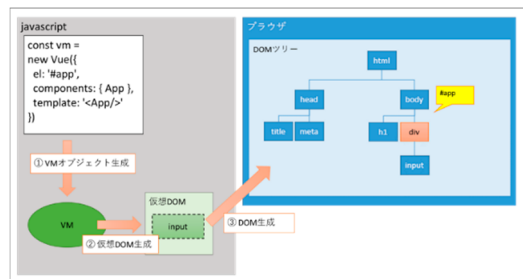 javascript
const vm =
new Vue({
el: '#app',
components: { App },
template: '<App/>'
})
① VMオブジェクト生成
VM
② 仮想DOM生成
仮想DOM
input
③ DOM生成
ブラウザ
DOMツリー
html
head
body
#app
title
meta
h1
div
input